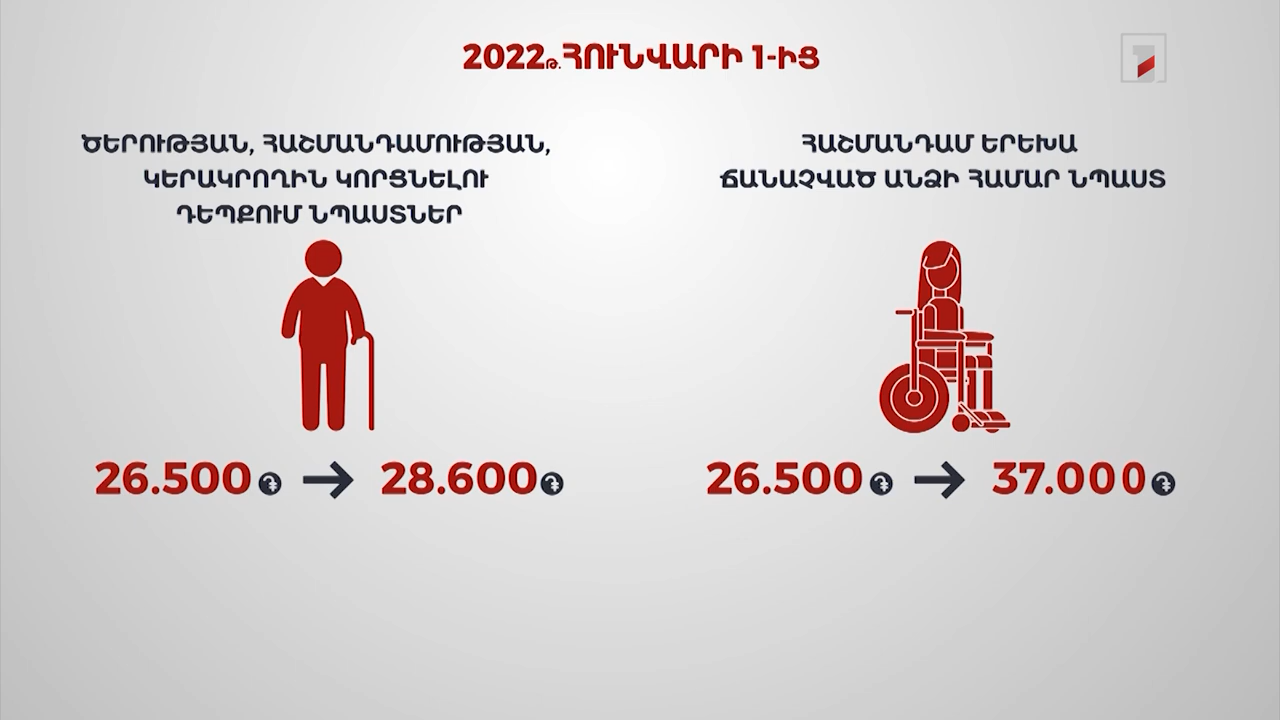 2022թ. ՀՈՒՆՎԱՐԻ 1-ԻՑ
ԾԵՐՈՒԹՅԱՆ, ՀԱՇՄԱՆԴԱՄՈՒԹՅԱՆ,
ԿԵՐԱԿՐՈՂԻՆ ԿՈՐՑՆԵԼՈՒ
ԴԵՊՔՈՒՄ ՆՊԱՍՏՆԵՐ
26.500֏ → 28.600֏
ՀԱՇՄԱՆԴԱՄ ԵՐԵԽԱ
ՃԱՆԱՉՎԱԾ ԱՆՁԻ ՀԱՄԱՐ ՆՊԱՍՏ
26.500֏ → 37.000֏